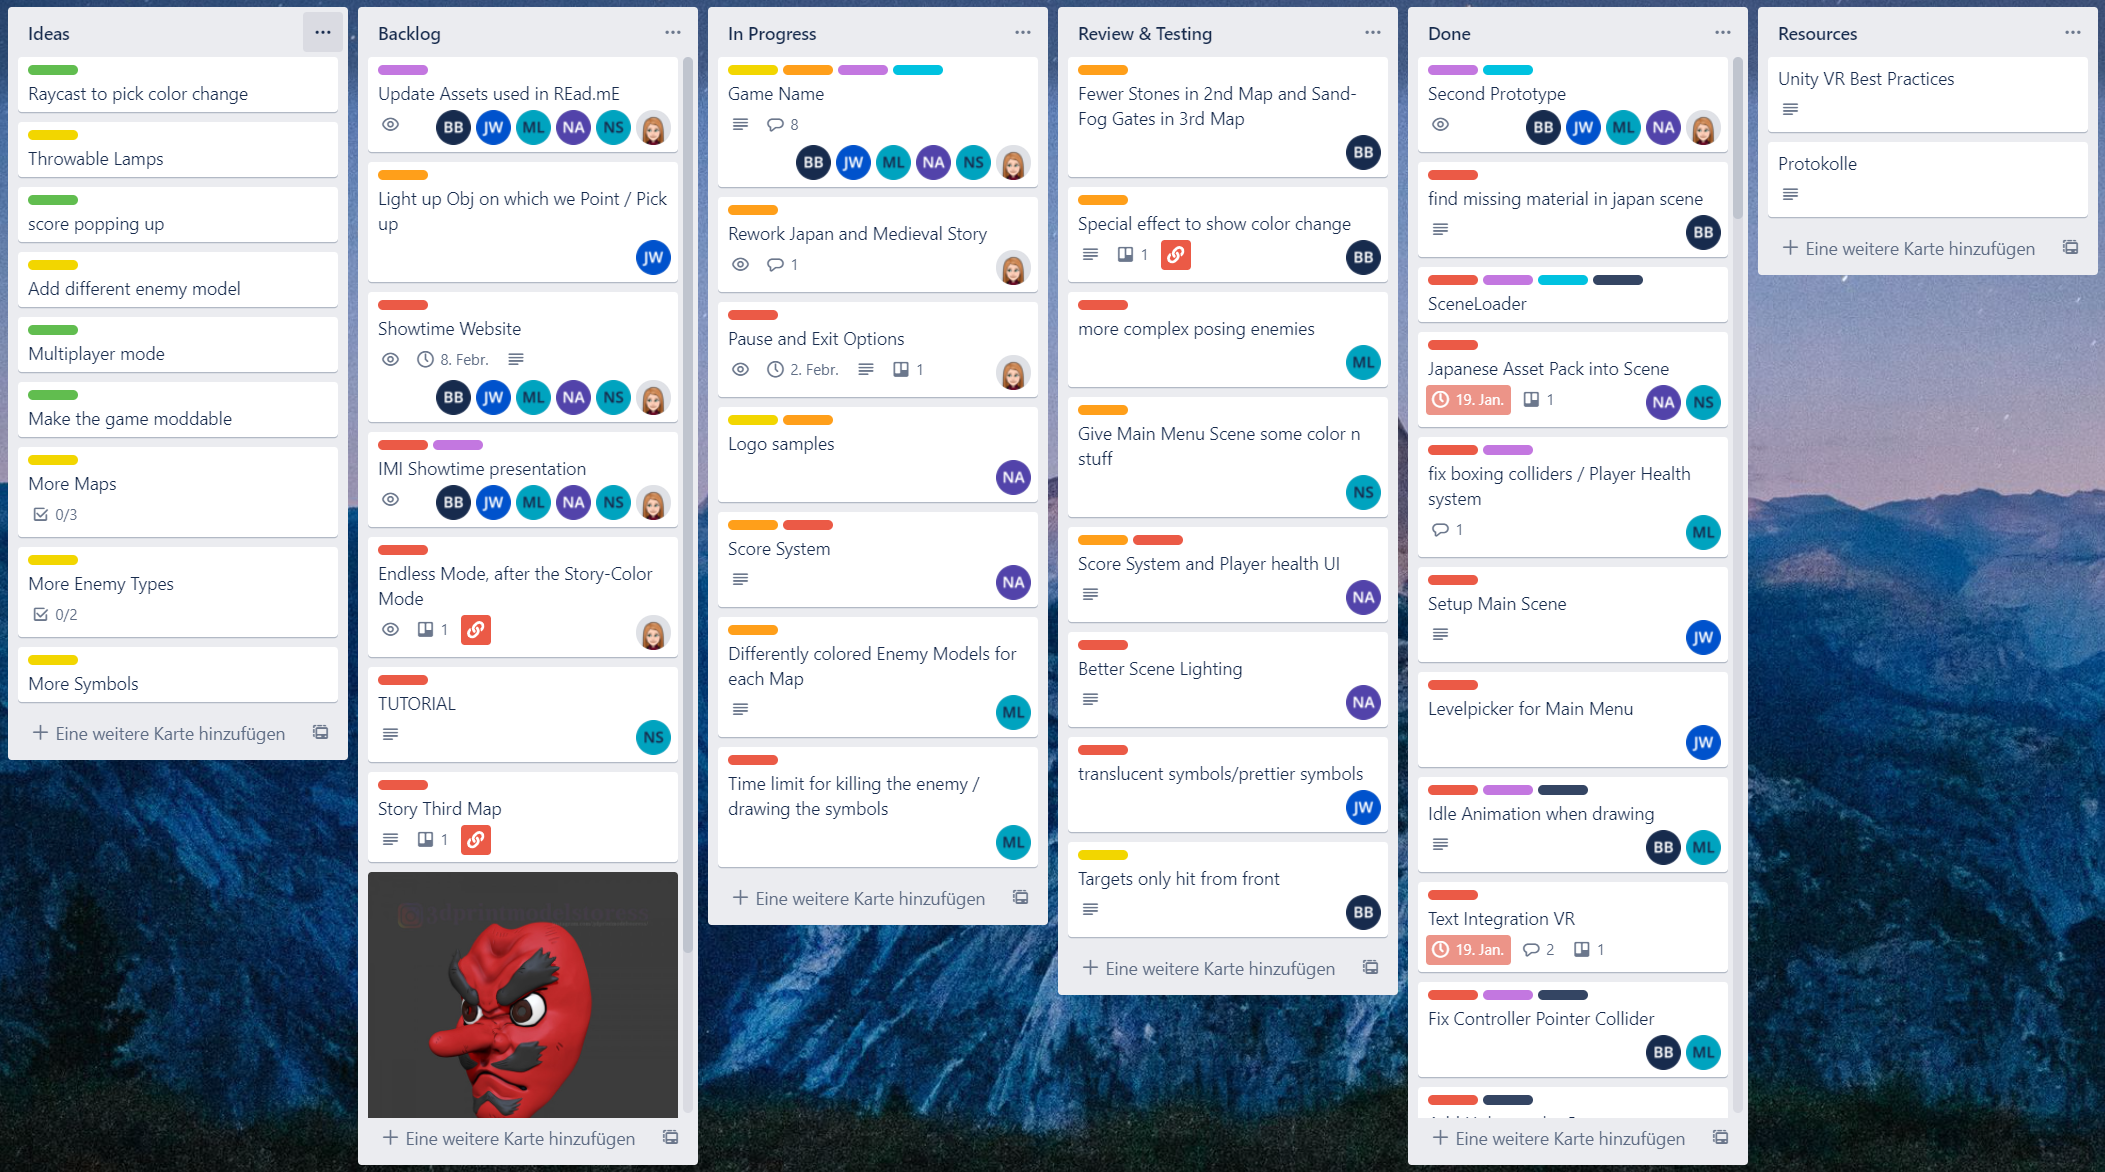 Ideas
Raycast to pick color change
Throwable Lamps
score popping up
Add different enemy model
Multiplayer mode
Make the game moddable
More Maps
0/3
More Enemy Types
0/2
More Symbols
+ Eine weitere Karte hinzufügen
Backlog
Update Assets used in REad.mE
BB JW ML NA NS
Light up Obj on which we Point / Pick
up
JW
Showtime Website
8. Febr.
BB JW ML NA NS
IMI Showtime presentation
BB JW ML NA NS
Endless Mode, after the Story-Color
Mode
1
TUTORIAL
NS
Story Third Map
1
+ Eine weitere Karte hinzufügen
In Progress
Game Name
8
BB JW ML NA NS
Rework Japan and Medieval Story
1
Pause and Exit Options
2. Febr. 1
Logo samples
NA
Score System
NA
Differently colored Enemy Models for
each Map
ML
Time limit for killing the enemy /
drawing the symbols
ML
+ Eine weitere Karte hinzufügen
Review & Testing
Fewer Stones in 2nd Map and Sand-
Fog Gates in 3rd Map
BB
Special effect to show color change
1 BB
more complex posing enemies
ML
Give Main Menu Scene some color n
stuff
NS
Score System and Player health UI
NA
Better Scene Lighting
NA
translucent symbols/prettier symbols
JW
Targets only hit from front
BB
+ Eine weitere Karte hinzufügen
Done
Second Prototype
BB JW ML NA
find missing material in japan scene
BB
SceneLoader
Japanese Asset Pack into Scene
19. Jan. 1 NA NS
fix boxing colliders / Player Health
system
1 ML
Setup Main Scene
JW
Levelpicker for Main Menu
JW
Idle Animation when drawing
BB ML
Text Integration VR
19. Jan. 2 1
Fix Controller Pointer Collider
BB ML
+ Eine weitere Karte hinzufügen
Resources
Unity VR Best Practices
Protokolle
+ Eine weitere Karte hinzufügen